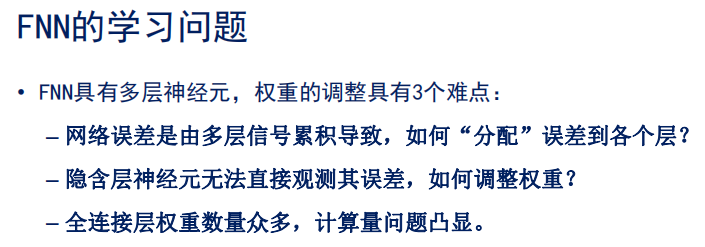 FNN的学习问题
• FNN具有多层神经元，权重的调整具有3个难点：
– 网络误差是由多层信号累积导致，如何“分配”误差到各个层？
– 隐含层神经元无法直接观测其误差，如何调整权重？
– 全连接层权重数量众多，计算量问题凸显。